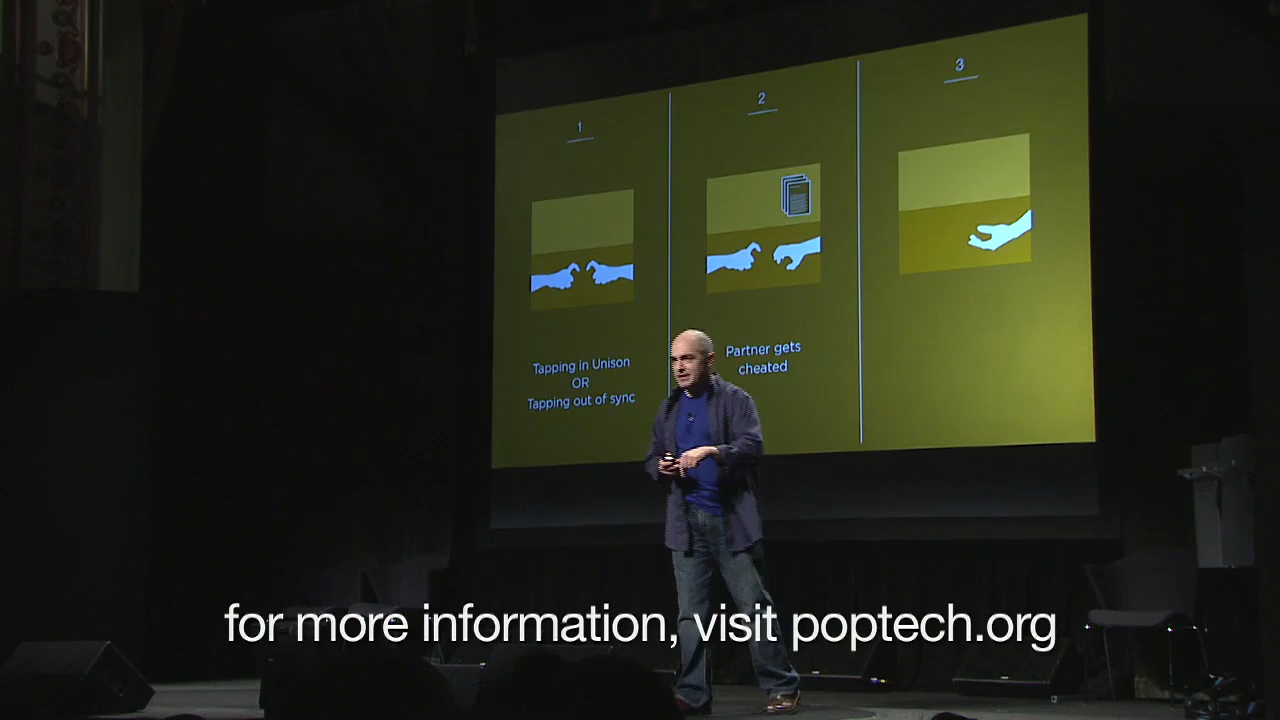 1
2
3
Tapping in Unison
OR
Tapping out of sync
Partner gets
cheated
for more information, visit poptech.org